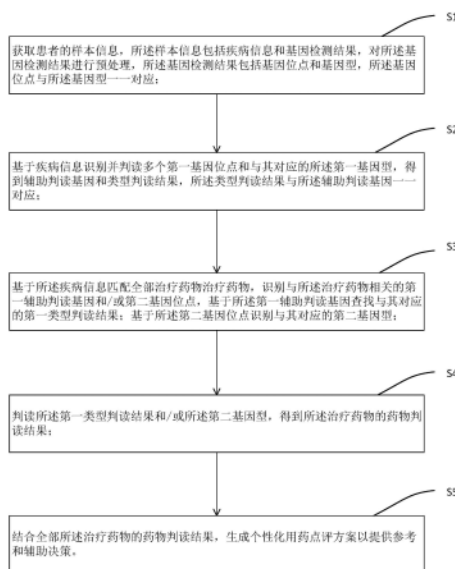 S1
获取患者的样本信息，所述样本信息包括疾病信息和基因检测结果，对所述基
因检测结果进行预处理，所述基因检测结果包括基因位点和基因型，所述基因
位点与所述基因型一一对应；
S2
基于疾病信息识别并判读多个第一基因位点和与其对应的所述第一基因型，得
到辅助判读基因和类型判读结果，所述类型判读结果与所述辅助判读基因一一
对应；
S3
基于所述疾病信息匹配全部治疗药物治疗药物，识别与所述治疗药物相关的第
一辅助判读基因和/或第二基因位点，基于所述第一辅助判读基因查找与其对应
的第一类型判读结果；基于所述第二基因位点识别与其对应的第二基因型；
S4
判读所述第一类型判读结果和/或所述第二基因型，得到所述治疗药物的药物判
读结果；
S5
结合全部所述治疗药物的药物判读结果，生成个性化用药点评方案以提供参考
和辅助决策。